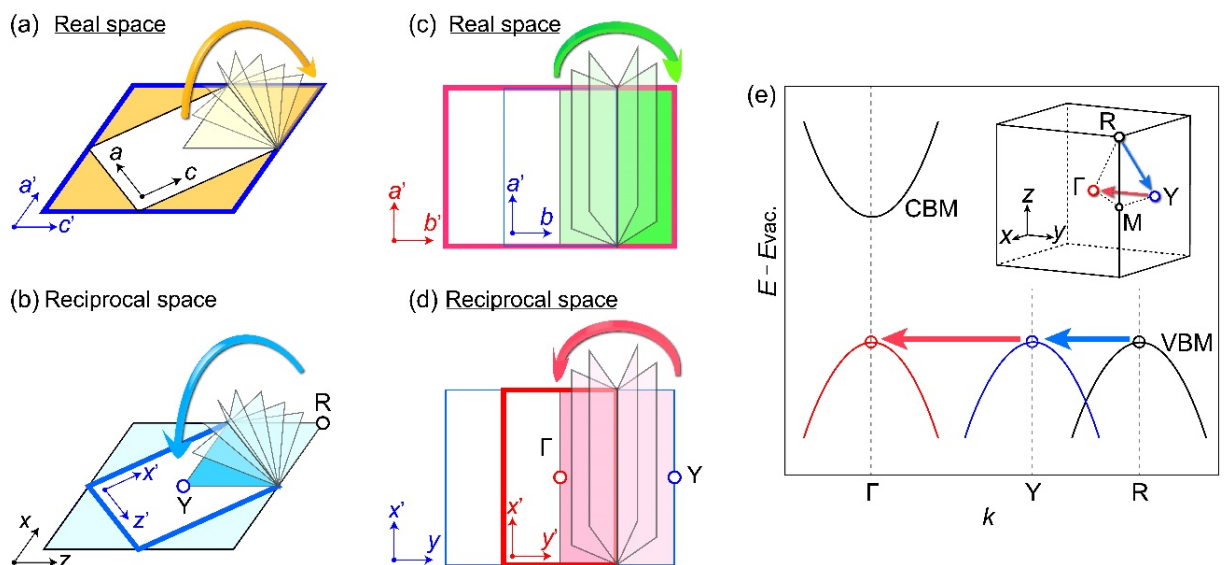 (a) Real space
a
c
a'
c'
(b) Reciprocal space
R
x'
Y
z'
x
z
(c) Real space
a'
a'
b'
b
(d) Reciprocal space
Γ
Y
x'
x'
y
y'
(e)
E – Evac.
CBM
VBM
R
Γ
Y
M
z
x
y
Γ
Y
R
k